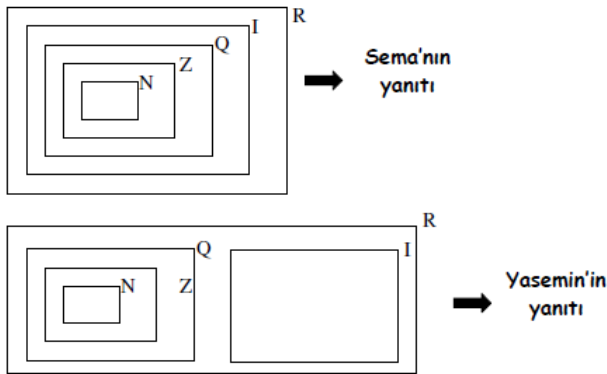 R
I
Q
Z
N
Sema'nın
yanıtı
R
Q
I
N
Z
Yasemin'in
yanıtı